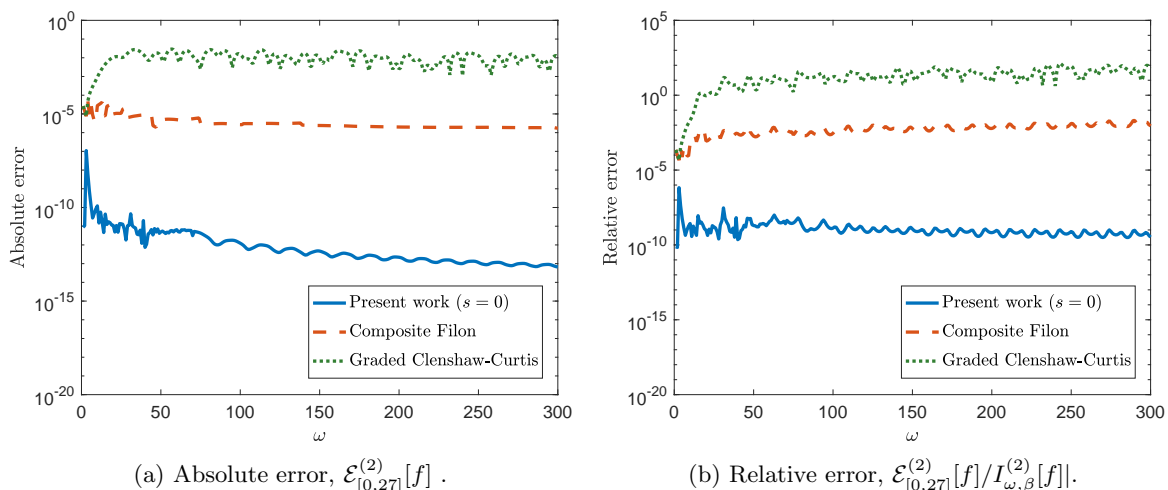 10^0
10^-5
10^-10
10^-15
10^-20
Absolute error
0 50 100 150 200 250 300
ω
Present work (s = 0)
Composite Filon
Graded Clenshaw-Curtis
(a) Absolute error, ℰ^{(2)}_{[0,27]}[f] .
10^5
10^0
10^-5
10^-10
10^-15
10^-20
Relative error
0 50 100 150 200 250 300
ω
Present work (s = 0)
Composite Filon
Graded Clenshaw-Curtis
(b) Relative error, ℰ^{(2)}_{[0,27]}[f]/I^{(2)}_{ω,β}[f]|.